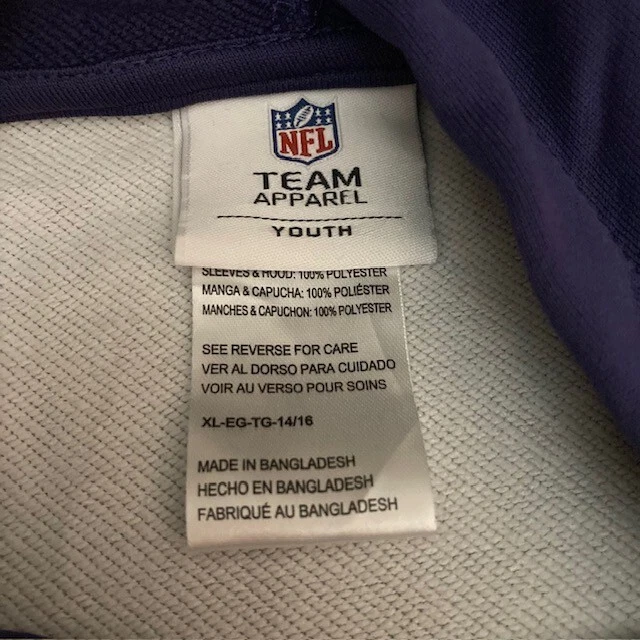 NFL
TEAM
APPAREL
YOUTH
SLEEVES & HOOD: 100% POLYESTER
MANGA & CAPUCHA: 100% POLIÉSTER
MANCHES & CAPUCHON: 100% POLYESTER
SEE REVERSE FOR CARE
VER AL DORSO PARA CUIDADO
VOIR AU VERSO POUR SOINS
XL-EG-TG-14/16
MADE IN BANGLADESH
HECHO EN BANGLADESH
FABRIQUÉ AU BANGLADESH